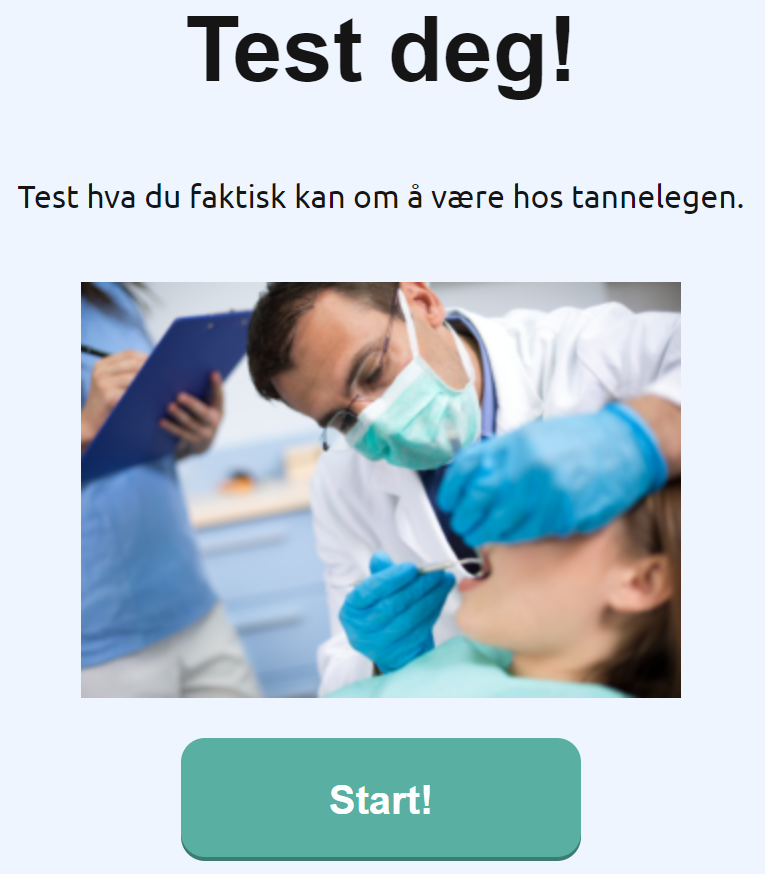 Test deg!
Test hva du faktisk kan om å være hos tannelegen.
Start!